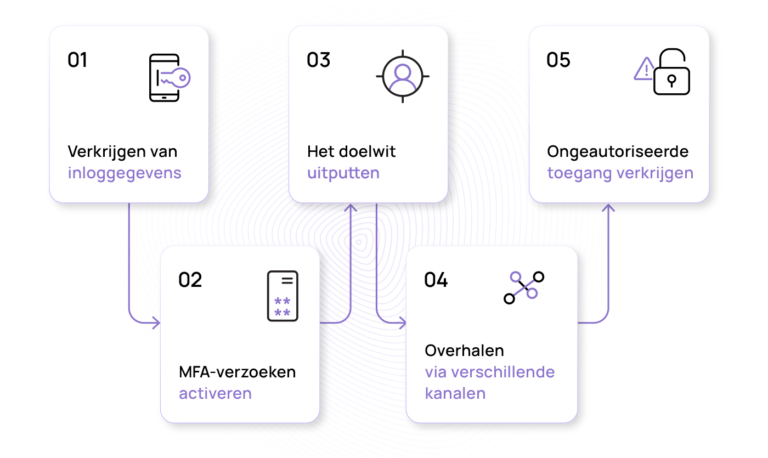 01
Verkrijgen van
inloggegevens
02
** 
**
MFA-verzoeken
activeren
03
Het doelwit
uitputten
04
Overhalen
via verschillende
kanalen
05
Ongeautoriseerde
toegang verkrijgen